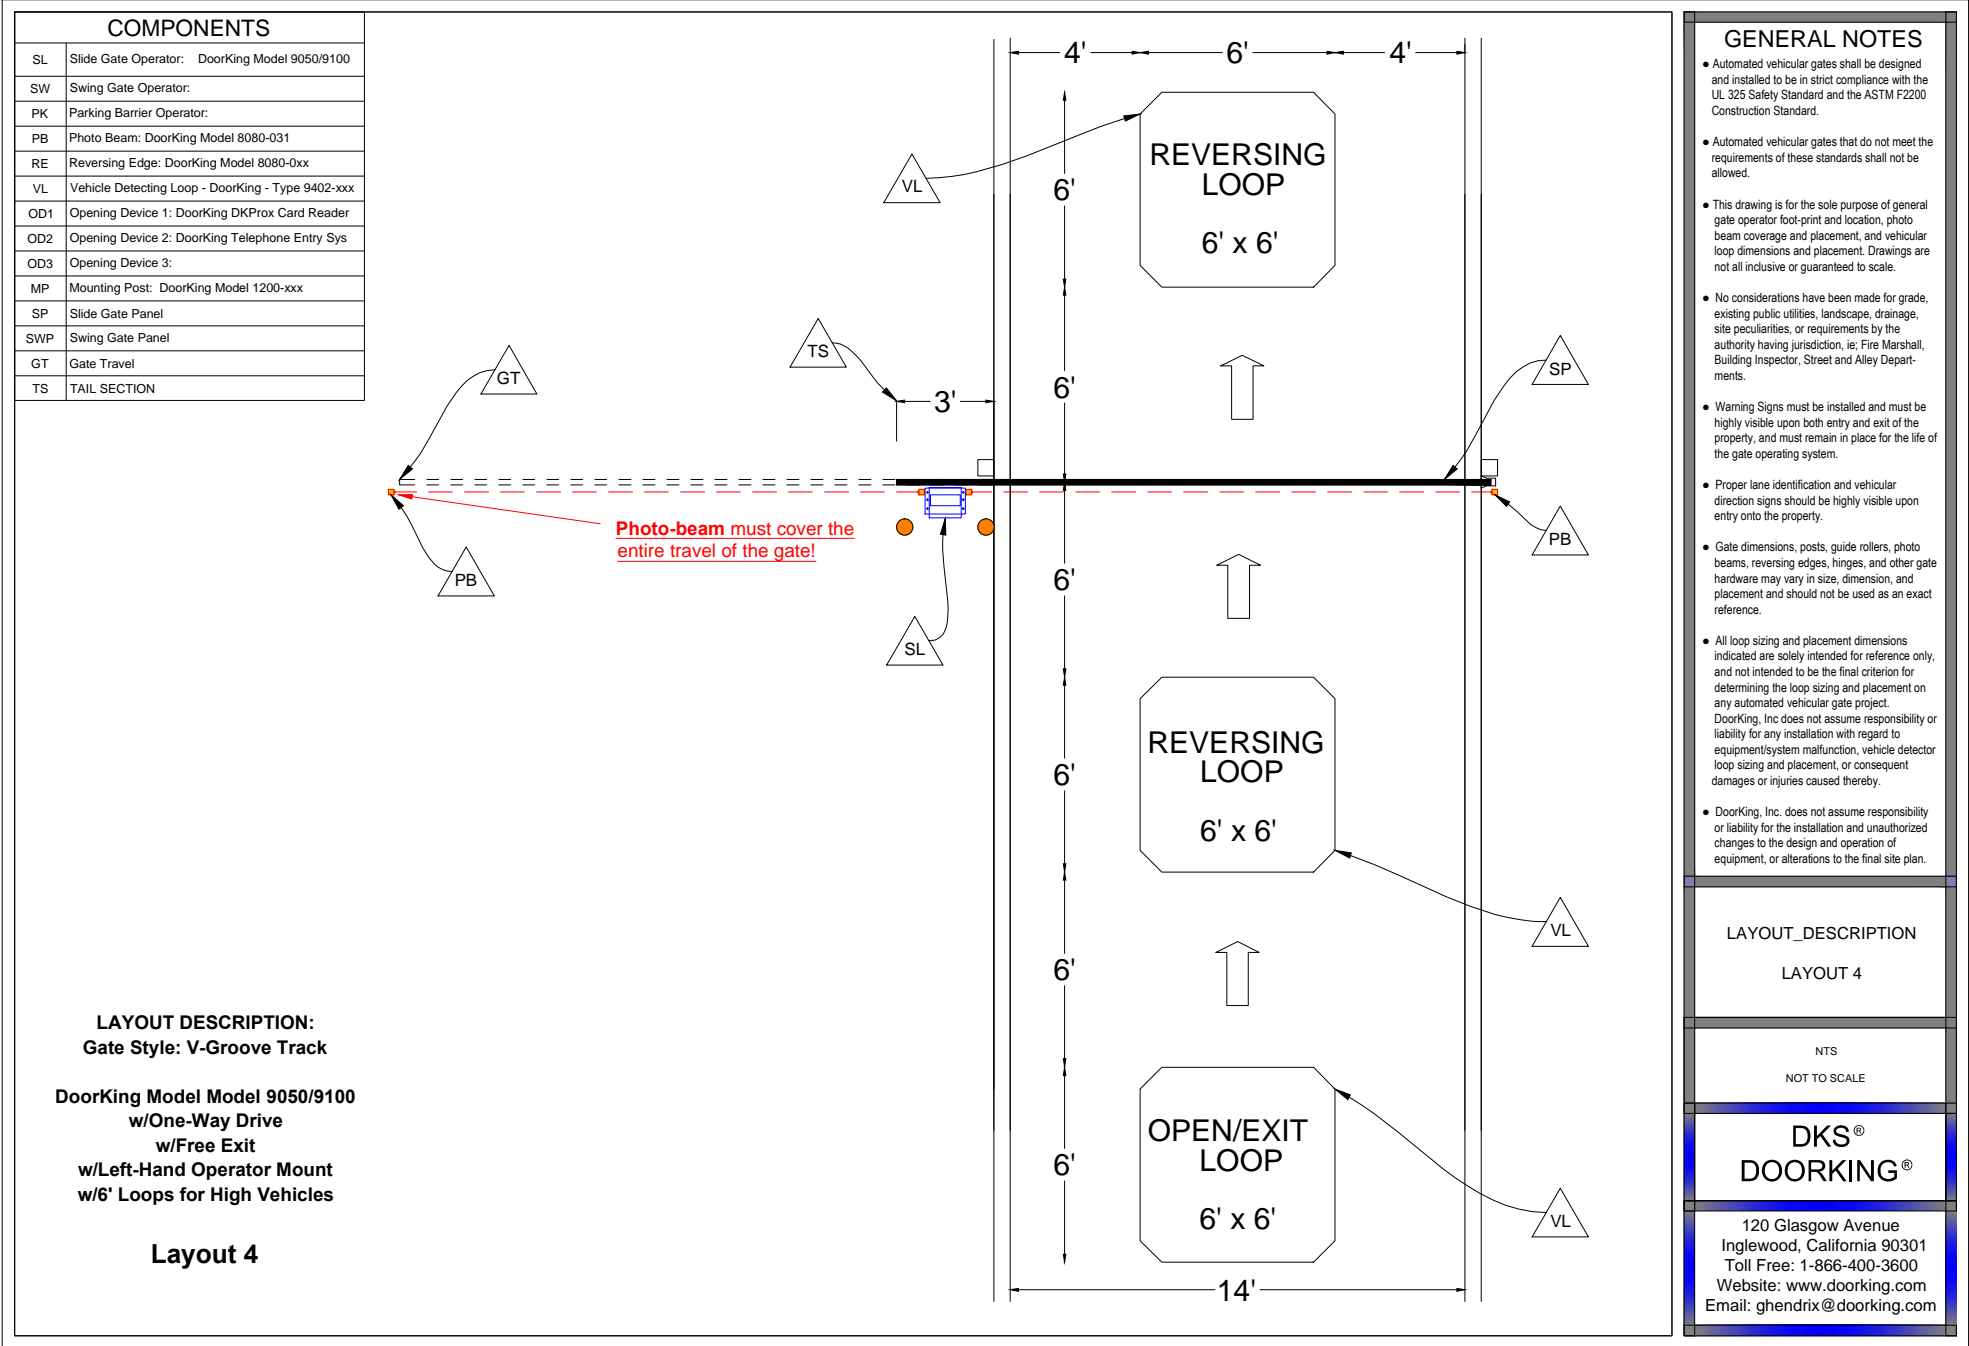 COMPONENTS
SL Slide Gate Operator: DoorKing Model 9050/9100
SW Swing Gate Operator:
PK Parking Barrier Operator:
PB Photo Beam: DoorKing Model 8080-031
RE Reversing Edge: DoorKing Model 8080-0xx
VL Vehicle Detecting Loop - DoorKing - Type 9402-xxx
OD1 Opening Device 1: DoorKing DKProx Card Reader
OD2 Opening Device 2: DoorKing Telephone Entry Sys
OD3 Opening Device 3:
MP Mounting Post: DoorKing Model 1200-xxx
SP Slide Gate Panel
SWP Swing Gate Panel
GT Gate Travel
TS TAIL SECTION
4' 6' 4'
REVERSING
LOOP
6' x 6'
VL
6'
TS
GT
SP
3'
6'
Photo-beam must cover the
entire travel of the gate!
PB
PB
SL
6'
REVERSING
LOOP
6' x 6'
6'
VL
6'
OPEN/EXIT
LOOP
6' x 6'
6'
VL
14'
LAYOUT DESCRIPTION:
Gate Style: V-Groove Track
DoorKing Model Model 9050/9100
w/One-Way Drive
w/Free Exit
w/Left-Hand Operator Mount
w/6' Loops for High Vehicles
Layout 4
GENERAL NOTES
● Automated vehicular gates shall be designed
and installed to be in strict compliance with the
UL 325 Safety Standard and the ASTM F2200
Construction Standard.
● Automated vehicular gates that do not meet the
requirements of these standards shall not be
allowed.
● This drawing is for the sole purpose of general
gate operator foot-print and location, photo
beam coverage and placement, and vehicular
loop dimensions and placement. Drawings are
not all inclusive or guaranteed to scale.
● No considerations have been made for grade,
existing public utilities, landscape, drainage,
site peculiarities, or requirements by the
authority having jurisdiction, ie; Fire Marshall,
Building Inspector, Street and Alley Depart-
ments.
● Warning Signs must be installed and must be
highly visible upon both entry and exit of the
property, and must remain in place for the life of
the gate operating system.
● Proper lane identification and vehicular
direction signs should be highly visible upon
entry onto the property.
● Gate dimensions, posts, guide rollers, photo
beams, reversing edges, hinges, and other gate
hardware may vary in size, dimension, and
placement and should not be used as an exact
reference.
● All loop sizing and placement dimensions
indicated are solely intended for reference only,
and not intended to be the final criterion for
determining the loop sizing and placement on
any automated vehicular gate project.
DoorKing, Inc does not assume responsibility or
liability for any installation with regard to
equipment/system malfunction, vehicle detector
loop sizing and placement, or consequent
damages or injuries caused thereby.
● DoorKing, Inc. does not assume responsibility
or liability for the installation and unauthorized
changes to the design and operation of
equipment, or alterations to the final site plan.
LAYOUT_DESCRIPTION
LAYOUT 4
NTS
NOT TO SCALE
DKS®
DOORKING®
120 Glasgow Avenue
Inglewood, California 90301
Toll Free: 1-866-400-3600
Website: www.doorking.com
Email: ghendrix@doorking.com